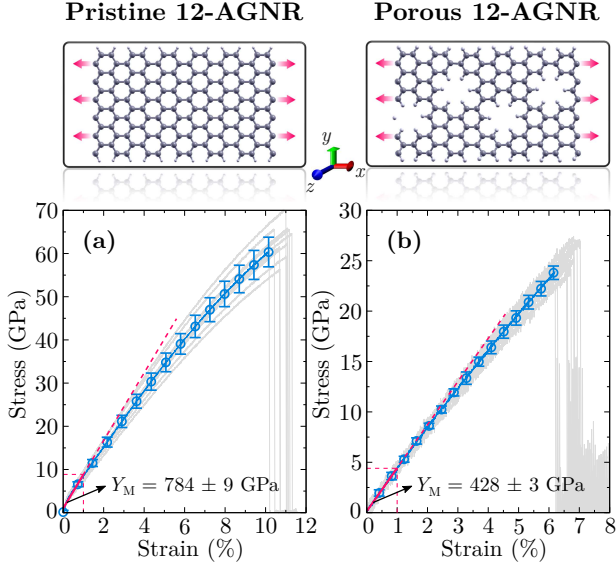 Pristine 12-AGNR
Porous 12-AGNR
y
x
z
(a)
70
60
50
40
30
20
10
0
Stress (GPa)
Y_M = 784 ± 9 GPa
0 2 4 6 8 10 12
Strain (%)
(b)
30
25
20
15
10
5
0
Stress (GPa)
Y_M = 428 ± 3 GPa
0 1 2 3 4 5 6 7 8
Strain (%)